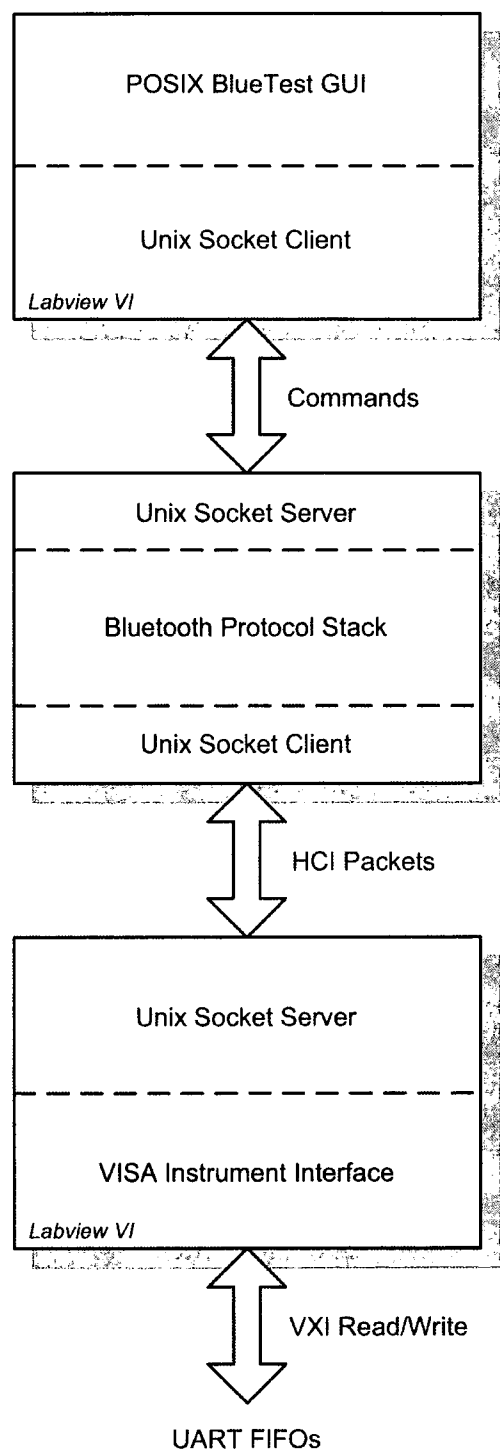 POSIX BlueTest GUI
Unix Socket Client
Labview VI
Commands
Unix Socket Server
Bluetooth Protocol Stack
Unix Socket Client
HCI Packets
Unix Socket Server
VISA Instrument Interface
Labview VI
VXI Read/Write
UART FIFOs